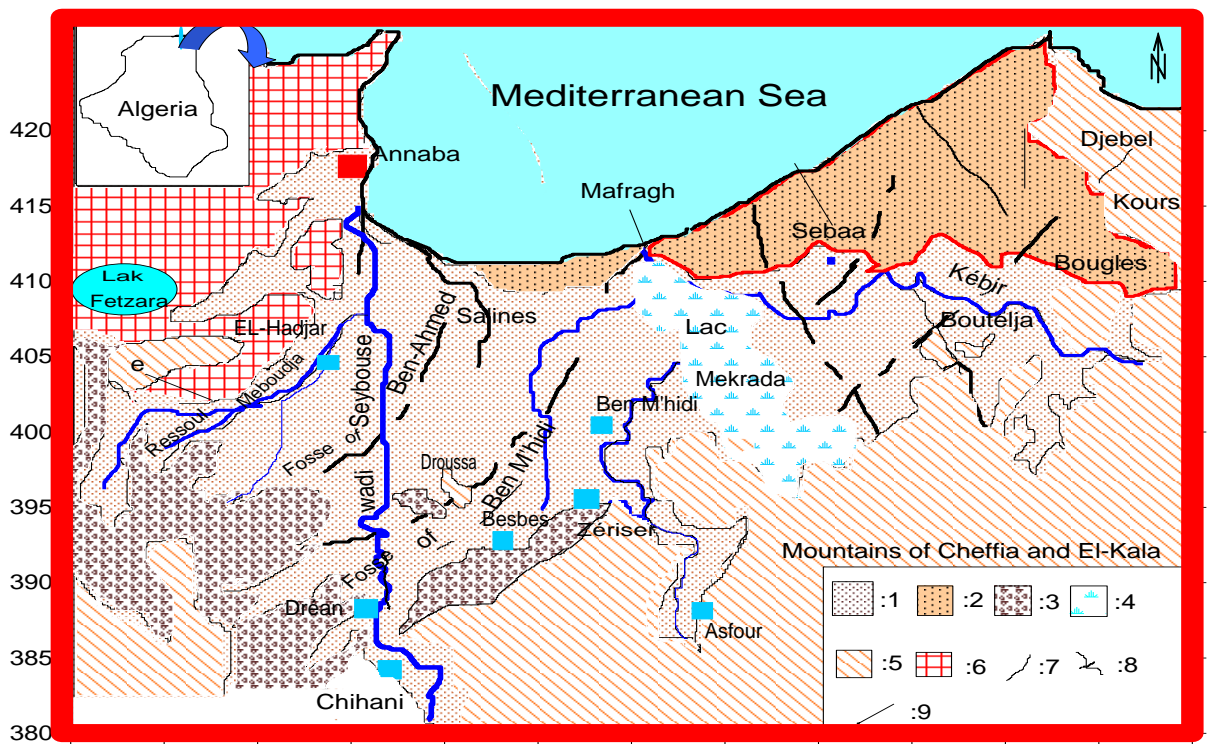 Algeria
Mediterranean Sea
420
Djebel
Annaba
Mafragh
415
Kours
Sebaa
Bougles
Lak
Fetzara
410
Kébir
Salines
Boutelja
EL-Hadjar
Lac
Ben-Ahmed
405
e
Meboudja
Seybouse
Mekrada
Ben M'hidi
400
Ressoul
Fosse of
Droussa
Ben M'hidi
395
wadi
Besbes
Zeriser
of
Mountains of Cheffia and El-Kala
390
Fosse
Dréan
Asfour
:1
:2
:3
:4
385
:5
:6
:7
:8
Chihani
:9
380
N